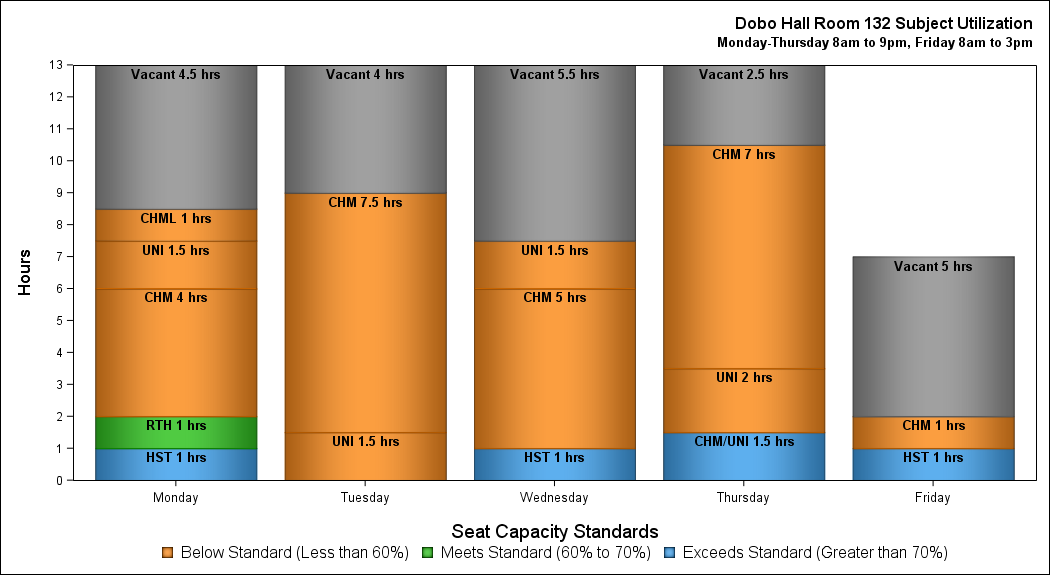 Dobo Hall Room 132 Subject Utilization
Monday-Thursday 8am to 9pm, Friday 8am to 3pm
Hours
13
12
11
10
9
8
7
6
5
4
3
2
1
0
Vacant 4.5 hrs
CHML 1 hrs
UNI 1.5 hrs
CHM 4 hrs
RTH 1 hrs
HST 1 hrs
Vacant 4 hrs
CHM 7.5 hrs
UNI 1.5 hrs
Vacant 5.5 hrs
UNI 1.5 hrs
CHM 5 hrs
HST 1 hrs
Vacant 2.5 hrs
CHM 7 hrs
UNI 2 hrs
CHM/UNI 1.5 hrs
Vacant 5 hrs
CHM 1 hrs
HST 1 hrs
Monday Tuesday Wednesday Thursday Friday
Seat Capacity Standards
Below Standard (Less than 60%) Meets Standard (60% to 70%) Exceeds Standard (Greater than 70%)